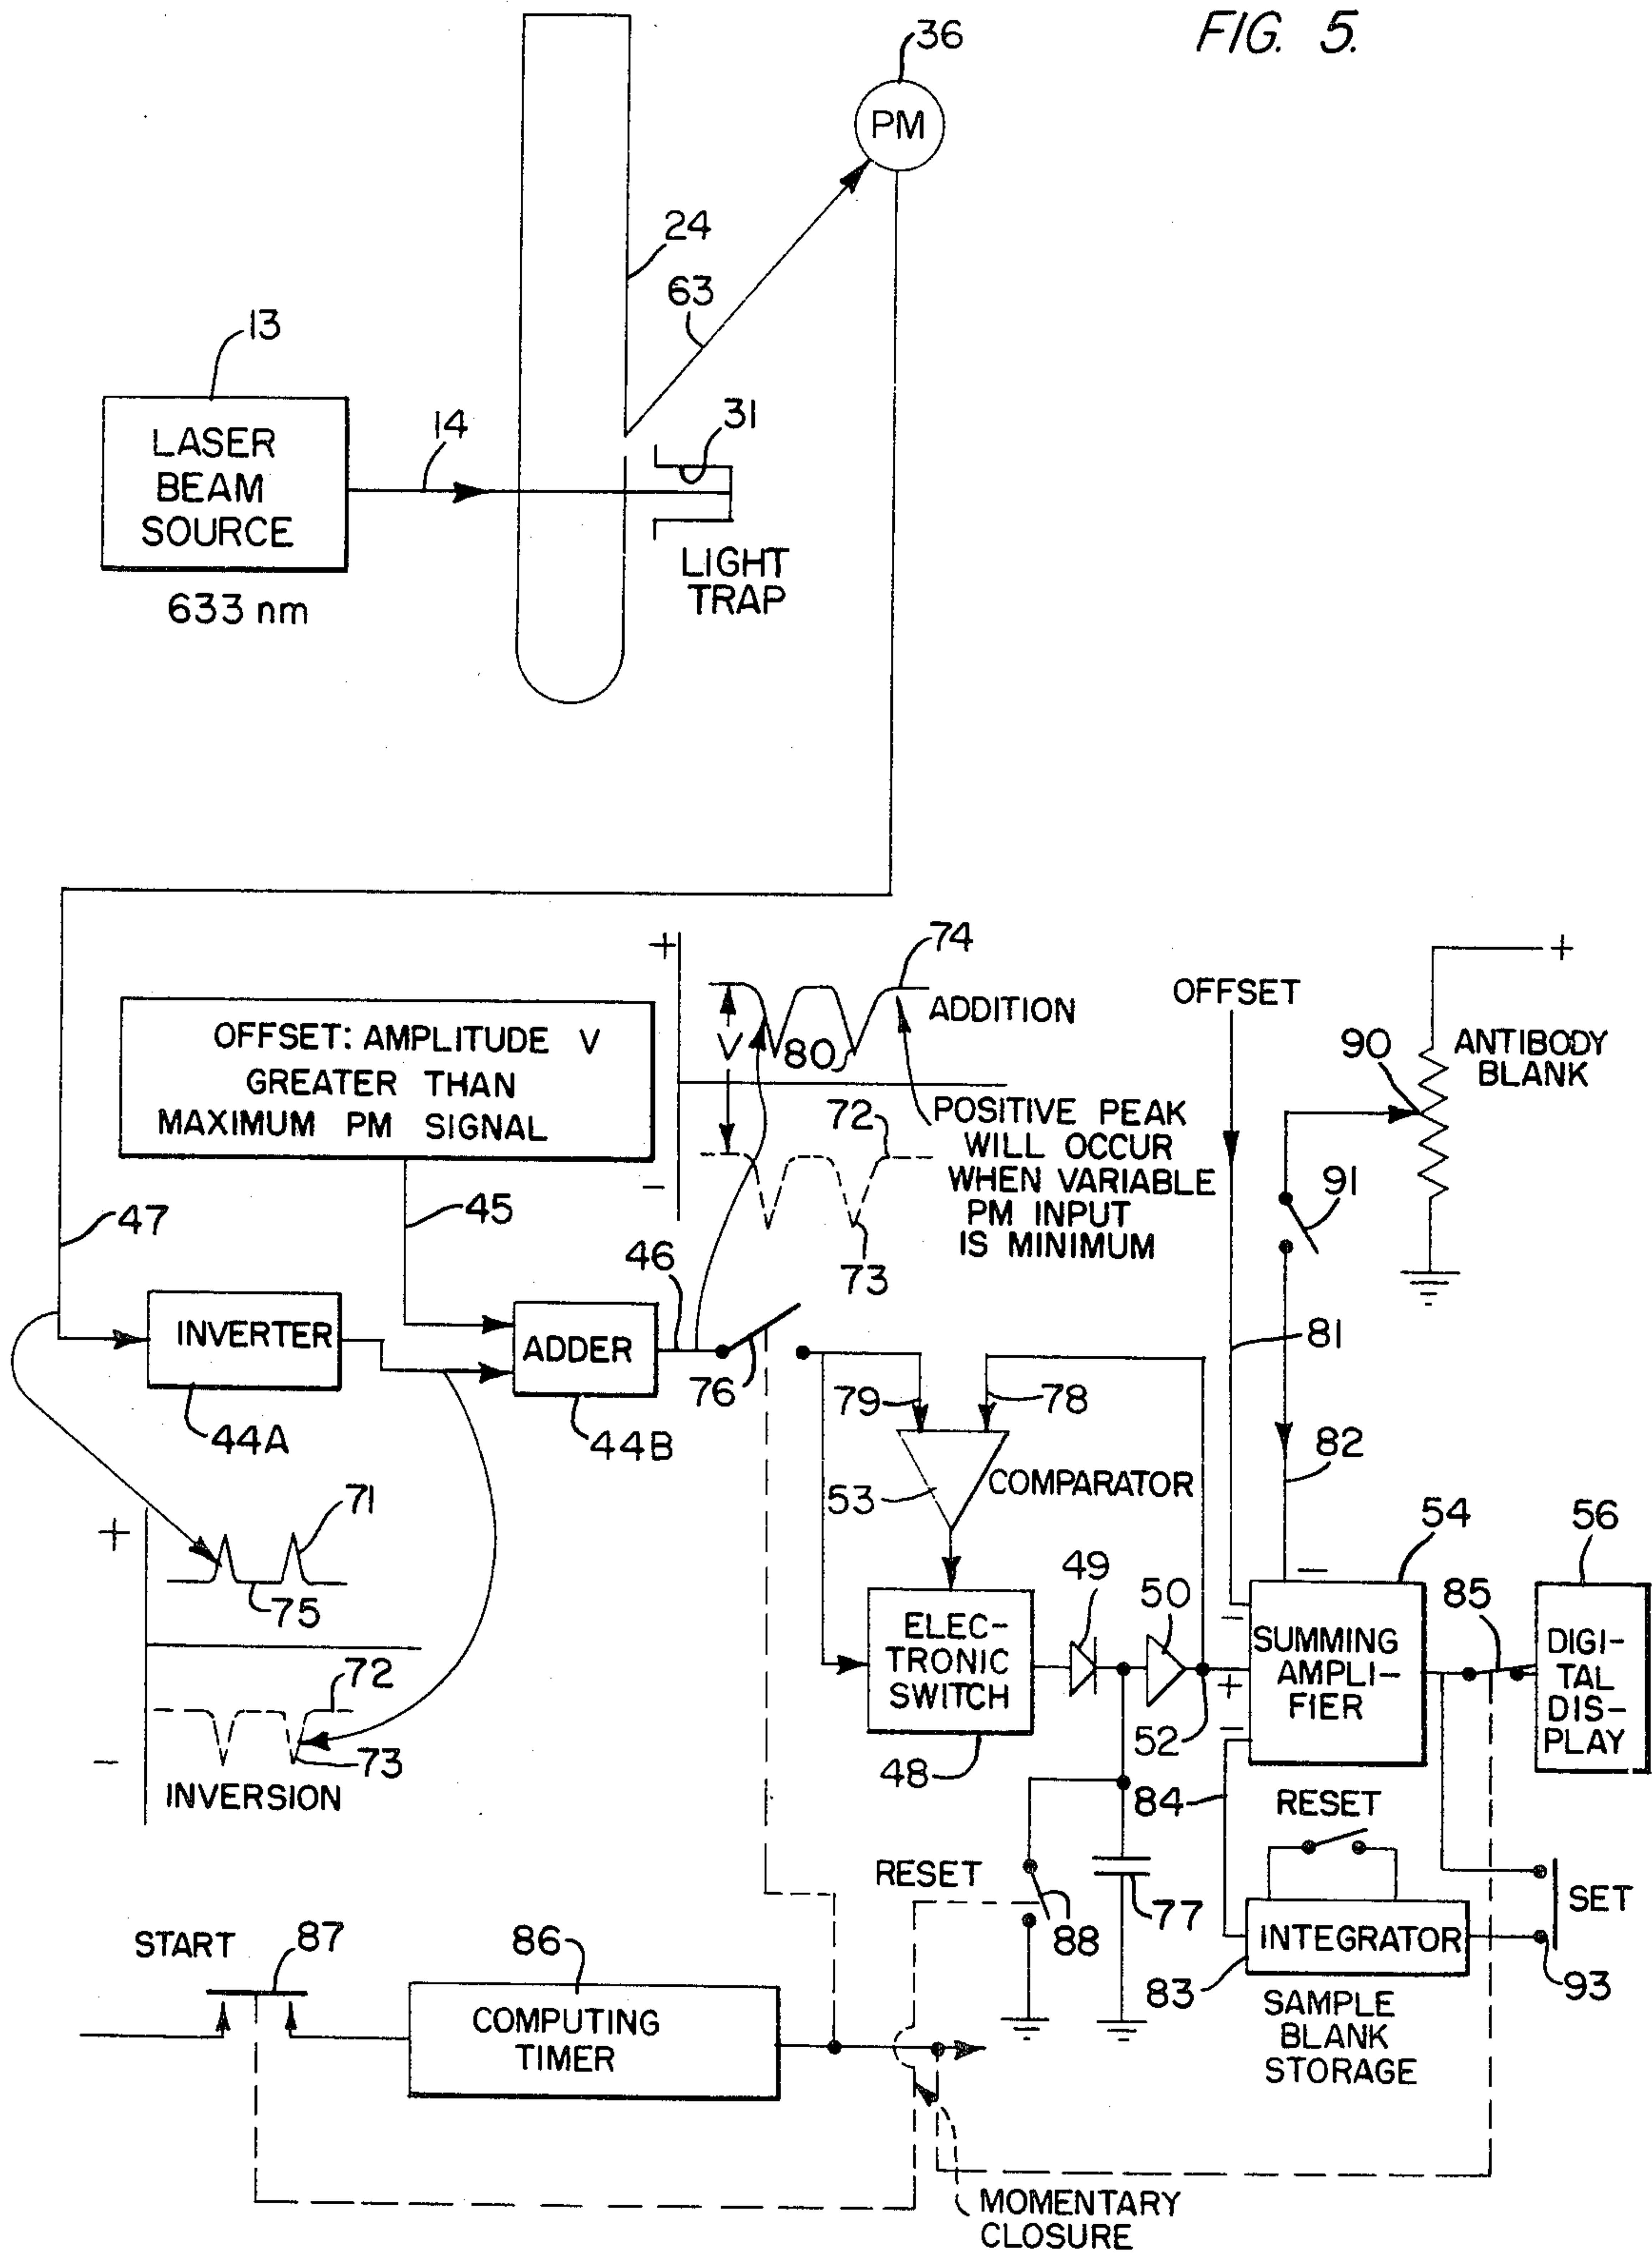 FIG. 5.
36
PM
24
63
13
LASER
BEAM
SOURCE
14
31
LIGHT
TRAP
633 nm
+
74
ADDITION
V
80
OFFSET
+
90
ANTIBODY
BLANK
OFFSET: AMPLITUDE V
GREATER THAN
MAXIMUM PM SIGNAL
72
POSITIVE PEAK
WILL OCCUR
WHEN VARIABLE
PM INPUT
IS MINIMUM
−
73
91
47
45
46
INVERTER
44A
ADDER
44B
76
79
78
81
82
53
COMPARATOR
71
+
75
72
−
73
INVERSION
49
50
54
56
85
ELEC-
TRONIC
SWITCH
48
52
−
−
+
−
SUMMING
AMPLI-
FIER
DIGI-
TAL
DIS-
PLAY
84
RESET
RESET
88
77
SET
INTEGRATOR
83
93
SAMPLE
BLANK
STORAGE
START
87
86
COMPUTING
TIMER
MOMENTARY
CLOSURE